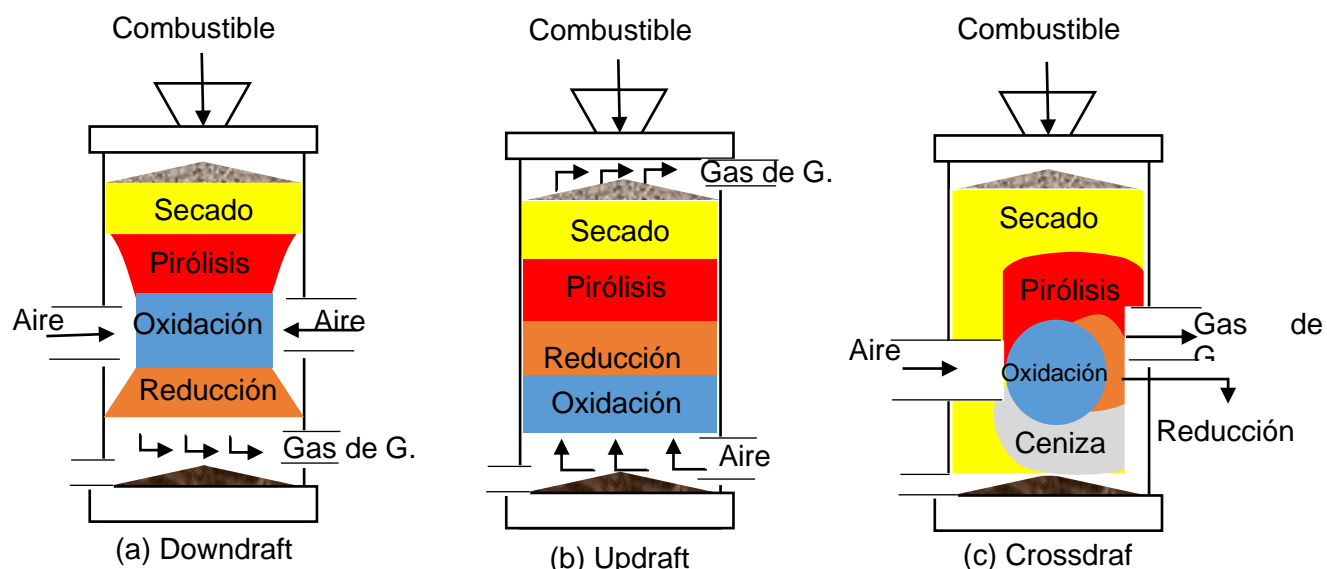 Combustible
Secado
Pirólisis
Aire
Oxidación
Aire
Reducción
Gas de G.
(a) Downdraft
Combustible
Gas de G.
Secado
Pirólisis
Reducción
Oxidación
Aire
(b) Updraft
Combustible
Secado
Pirólisis
Gas de
G
Aire
Oxidación
Reducción
Ceniza
(c) Crossdraf